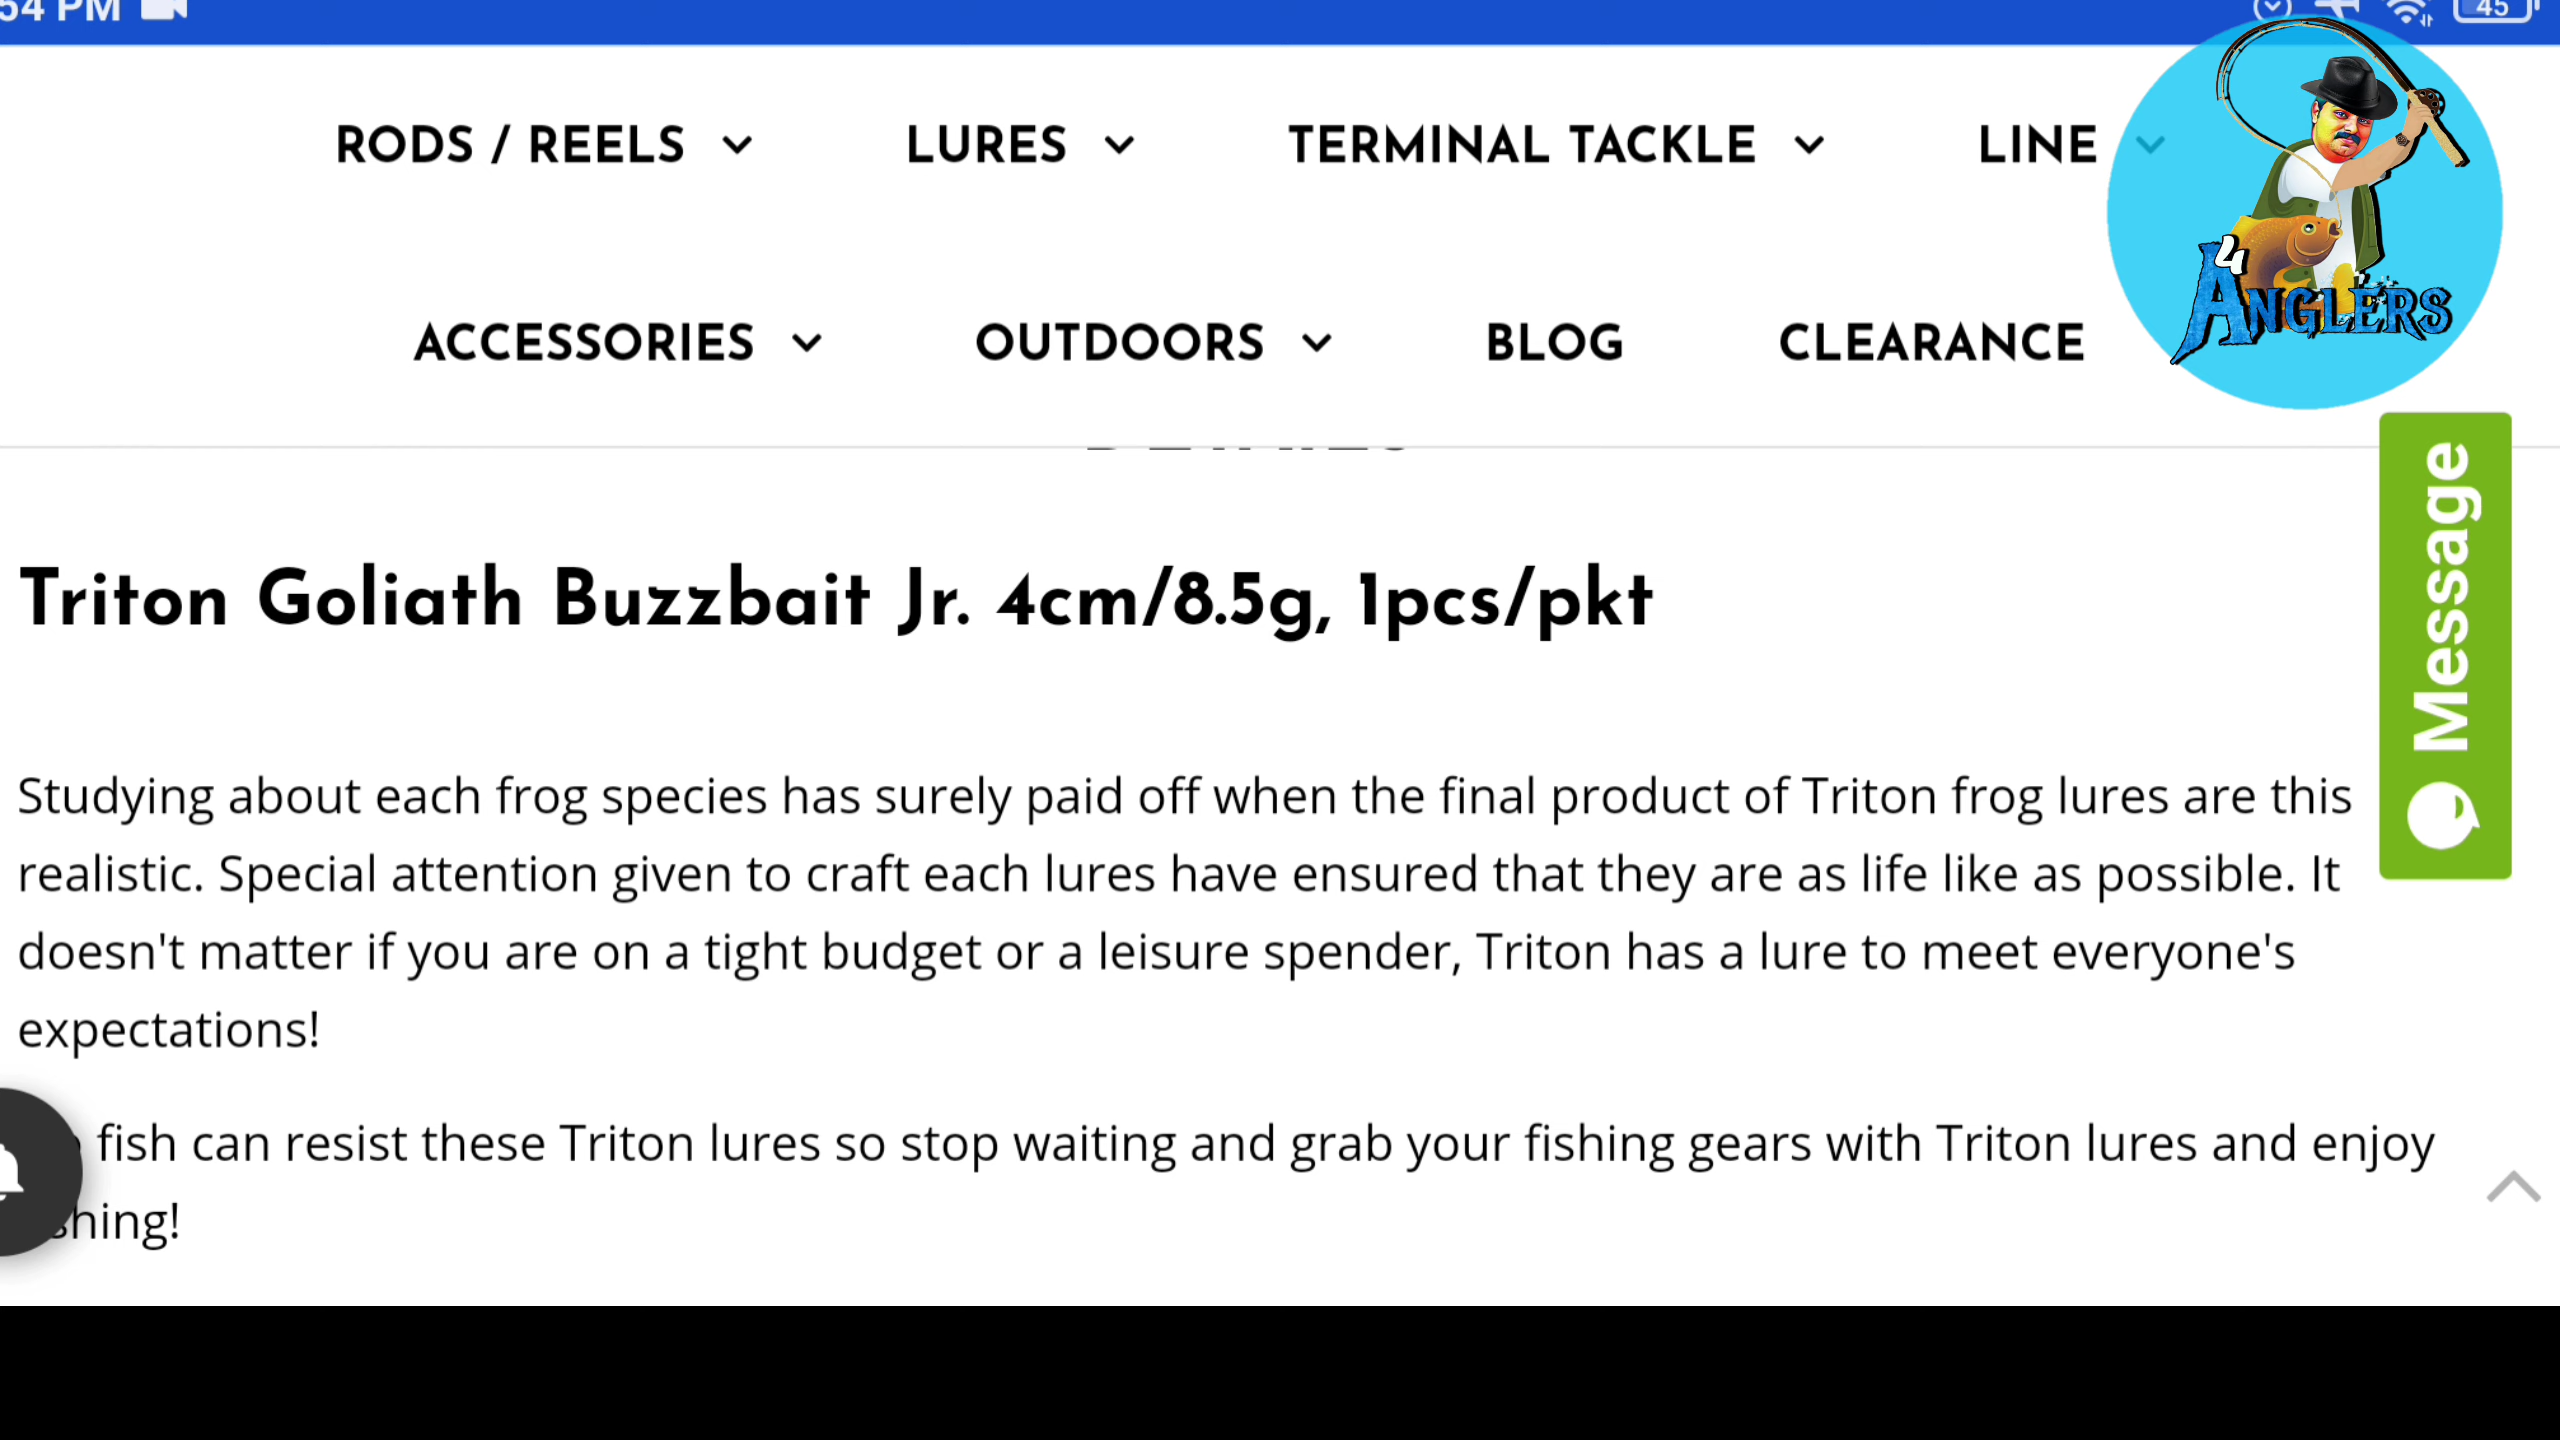 54 PM
45
RODS / REELS
LURES
TERMINAL TACKLE
LINE
4
ANGLERS
ACCESSORIES
OUTDOORS
BLOG
CLEARANCE
Message
Triton Goliath Buzzbait Jr. 4cm/8.5g, 1pcs/pkt
Studying about each frog species has surely paid off when the final product of Triton frog lures are this
realistic. Special attention given to craft each lures have ensured that they are as life like as possible. It
doesn't matter if you are on a tight budget or a leisure spender, Triton has a lure to meet everyone's
expectations!
fish can resist these Triton lures so stop waiting and grab your fishing gears with Triton lures and enjoy
shing!